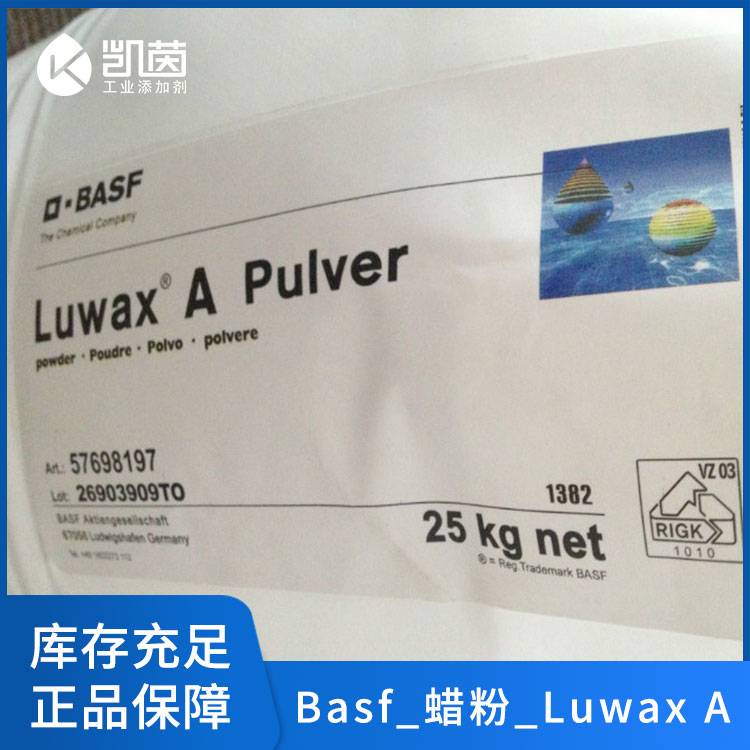 凯茵
工业添加剂
BASF
The Chemical Company
Luwax® A Pulver
powder · Poudre · Polvo · polvere
Art.: 57698197
Lot: 26903909TO
1382
BASF Aktiengesellschaft
67056 Ludwigshafen Germany
25 kg net
® = Reg.Trademark BASF
VZ 03
RIGK
1010
库存充足
正品保障
Basf_蜡粉_Luwax A